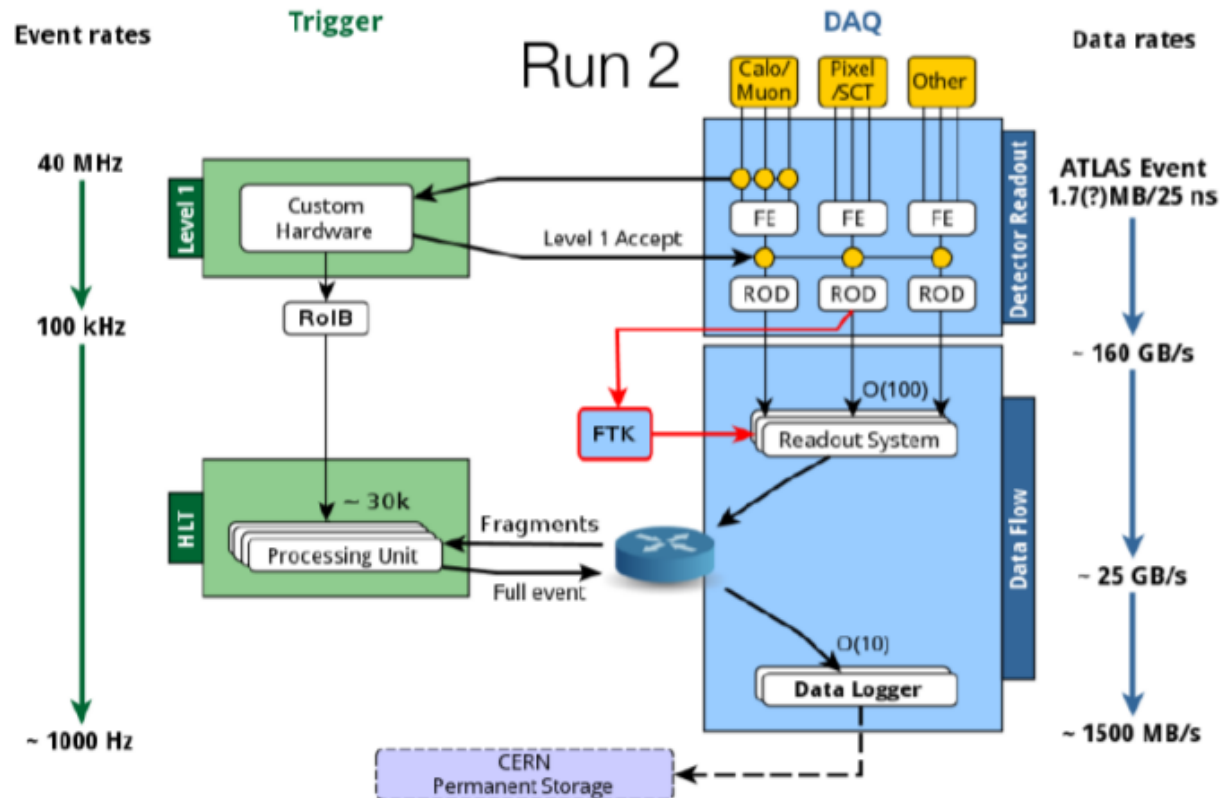 Event rates
Trigger
Run 2
DAQ
Data rates
Calo/
Muon
Pixel
/SCT
Other
40 MHz
Level 1
Custom
Hardware
Level 1 Accept
FE
FE
FE
ROD
ROD
ROD
Detector Readout
ATLAS Event
1.7(?)MB/25 ns
100 kHz
RoIB
~ 160 GB/s
FTK
O(100)
Readout System
HLT
~ 30k
Processing Unit
Fragments
Full event
Data Flow
~ 25 GB/s
O(10)
Data Logger
~ 1000 Hz
~ 1500 MB/s
CERN
Permanent Storage